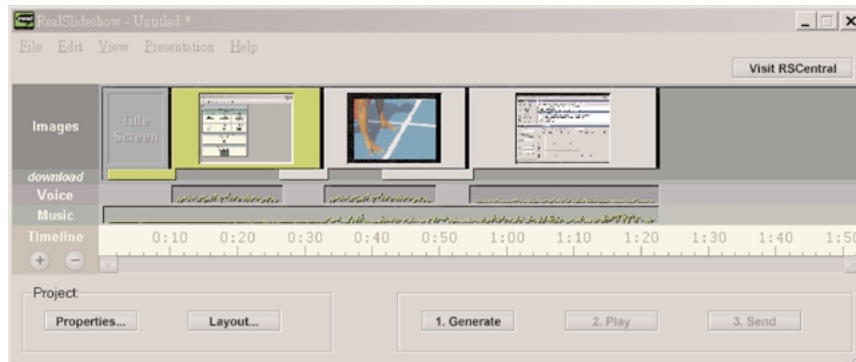 RealSlideshow - Untitled *
File Edit View Presentation Help
Visit RSCentral
Images
Title
Screen
download
Voice
Music
Timeline
0:10 0:20 0:30 0:40 0:50 1:00 1:10 1:20 1:30 1:40 1:50
Project
Properties...
Layout...
1. Generate
2. Play
3. Send